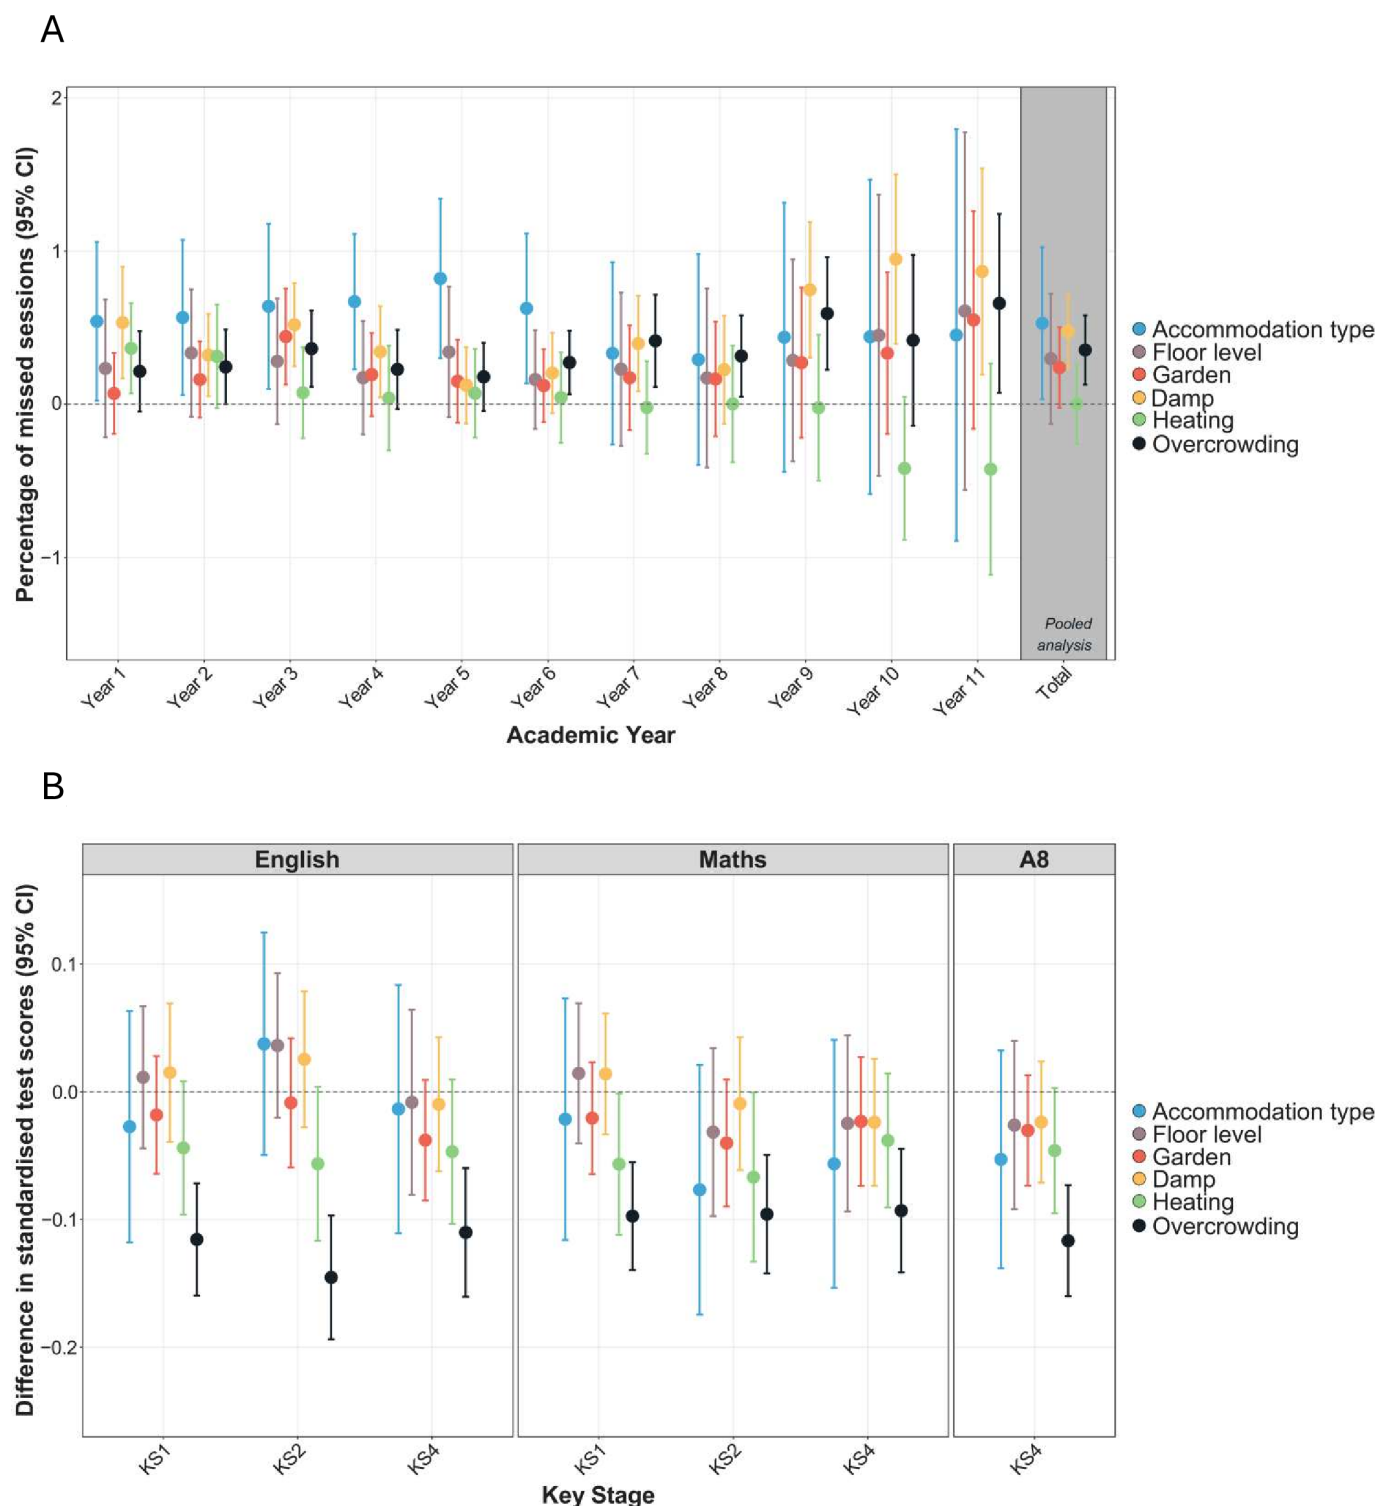 A
Percentage of missed sessions (95% CI)
2
1
0
−1
Pooled
analysis
Year 1
Year 2
Year 3
Year 4
Year 5
Year 6
Year 7
Year 8
Year 9
Year 10
Year 11
Total
Academic Year
Accommodation type
Floor level
Garden
Damp
Heating
Overcrowding
B
Difference in standardised test scores (95% CI)
English
Maths
A8
0.1
0.0
−0.1
−0.2
KS1
KS2
KS4
KS1
KS2
KS4
KS4
Key Stage
Accommodation type
Floor level
Garden
Damp
Heating
Overcrowding